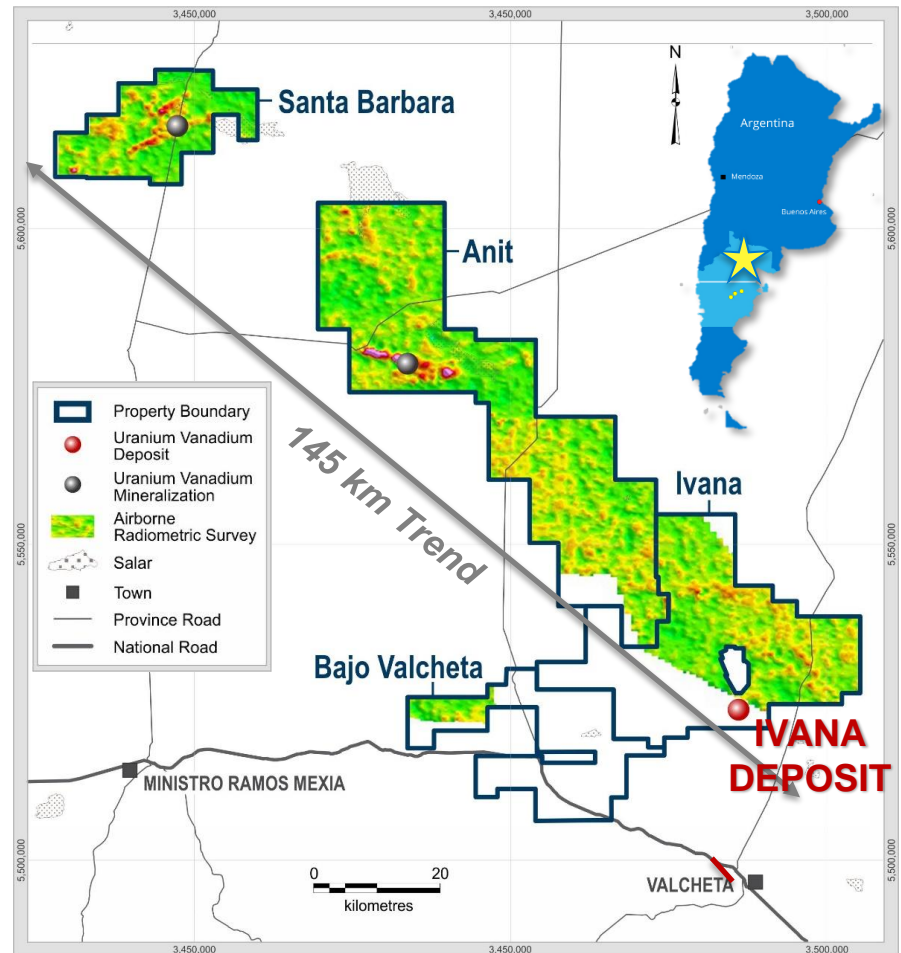 3,450,000
3,450,000
3,500,000
N
Santa Barbara
Argentina
Mendoza
Buenos Aires
5,600,000
5,600,000
Anit
145 km Trend
Property Boundary
Uranium Vanadium
Deposit
Uranium Vanadium
Mineralization
Airborne
Radiometric Survey
Salar
Town
Province Road
National Road
Ivana
5,550,000
5,550,000
Bajo Valcheta
IVANA
DEPOSIT
MINISTRO RAMOS MEXIA
5,500,000
5,500,000
0
20
kilometres
VALCHETA
3,450,000
3,450,000
3,500,000